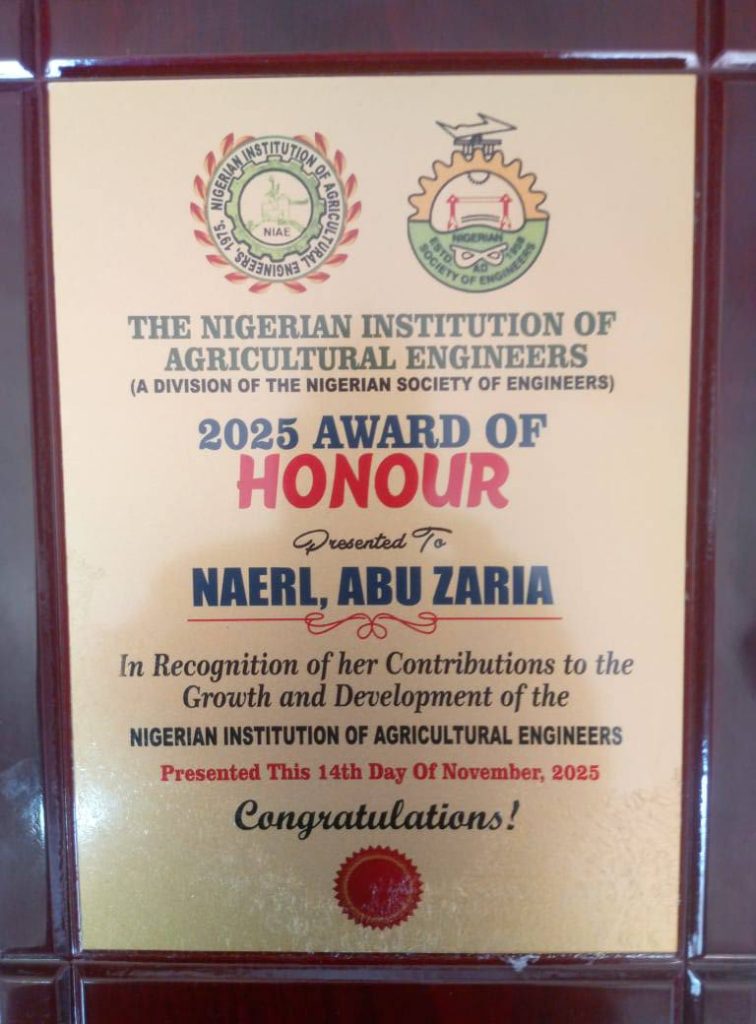 NIGERIAN INSTITUTION OF AGRICULTURAL ENGINEERS, 1975.
NIAE
NIGERIAN
ESTD AD 1958
SOCIETY OF ENGINEERS
THE NIGERIAN INSTITUTION OF
AGRICULTURAL ENGINEERS
(A DIVISION OF THE NIGERIAN SOCIETY OF ENGINEERS)
2025 AWARD OF
HONOUR
Presented To
NAERL, ABU ZARIA
In Recognition of her Contributions to the
Growth and Development of the
NIGERIAN INSTITUTION OF AGRICULTURAL ENGINEERS
Presented This 14th Day Of November, 2025
Congratulations!